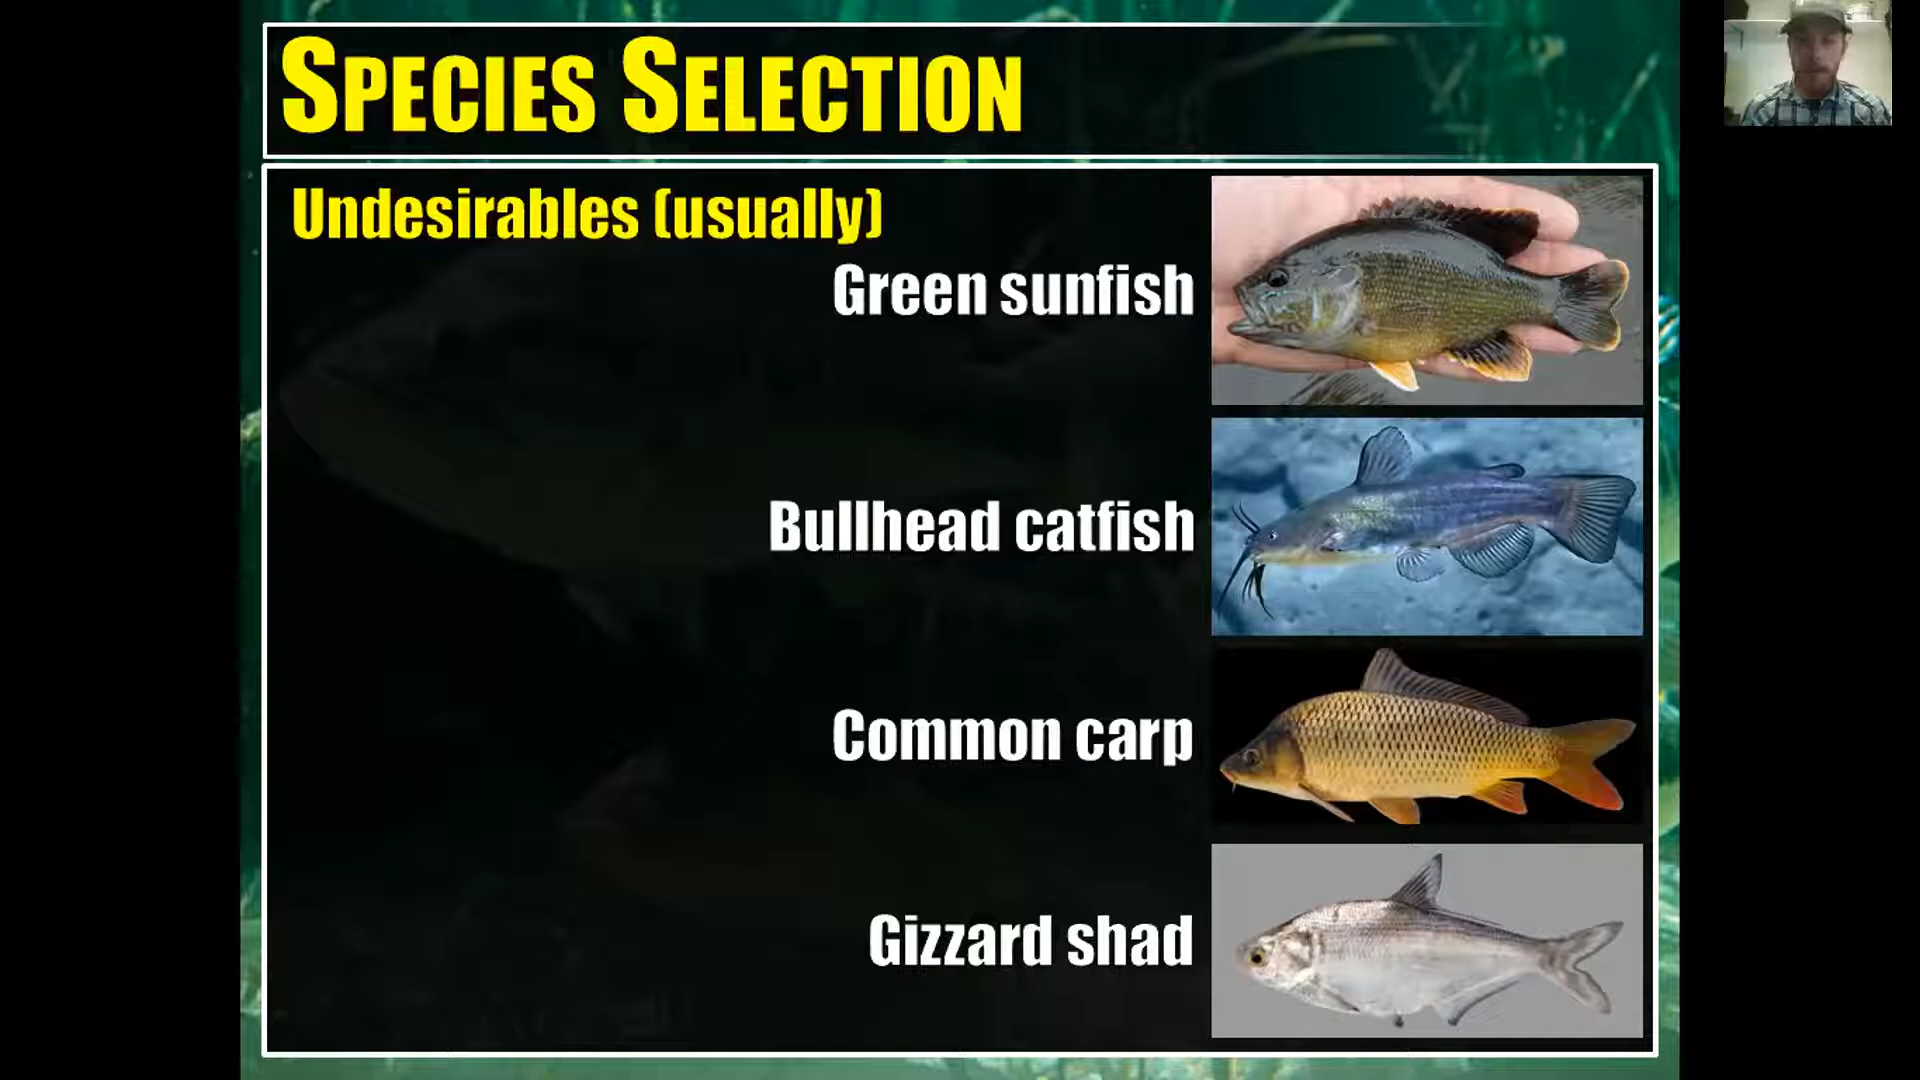 Species Selection
Undesirables (usually)
Green sunfish
Bullhead catfish
Common carp
Gizzard shad